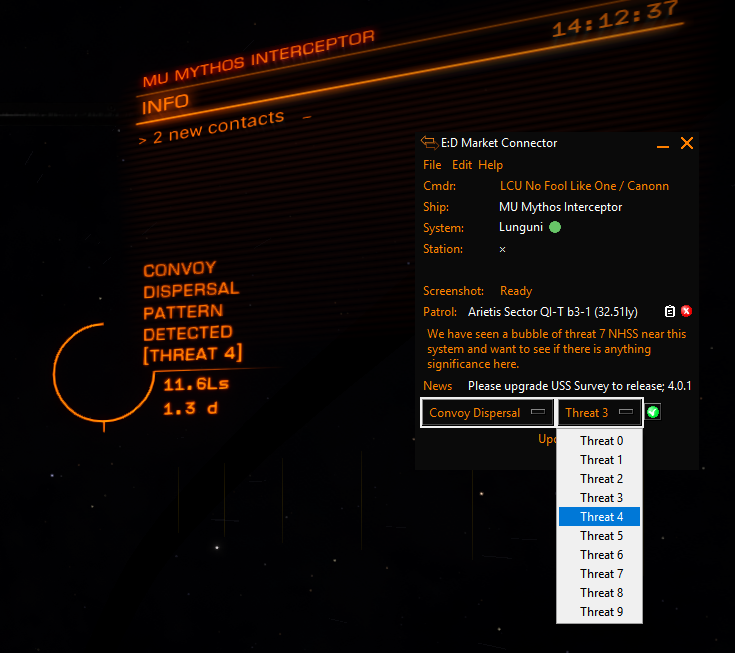 MU MYTHOS INTERCEPTOR
14:12:37
INFO
> 2 new contacts _
CONVOY
DISPERSAL
PATTERN
DETECTED
[THREAT 4]
11.6Ls
1.3 d
E:D Market Connector
File Edit Help
Cmdr: LCU No Fool Like One / Canonn
Ship: MU Mythos Interceptor
System: Lunguni
Station: ×
Screenshot: Ready
Patrol: Arietis Sector QI-T b3-1 (32.51ly)
We have seen a bubble of threat 7 NHSS near this
system and want to see if there is anything
significance here.
News Please upgrade USS Survey to release; 4.0.1
Convoy Dispersal Threat 3
Threat 0
Threat 1
Threat 2
Threat 3
Threat 4
Threat 5
Threat 6
Threat 7
Threat 8
Threat 9